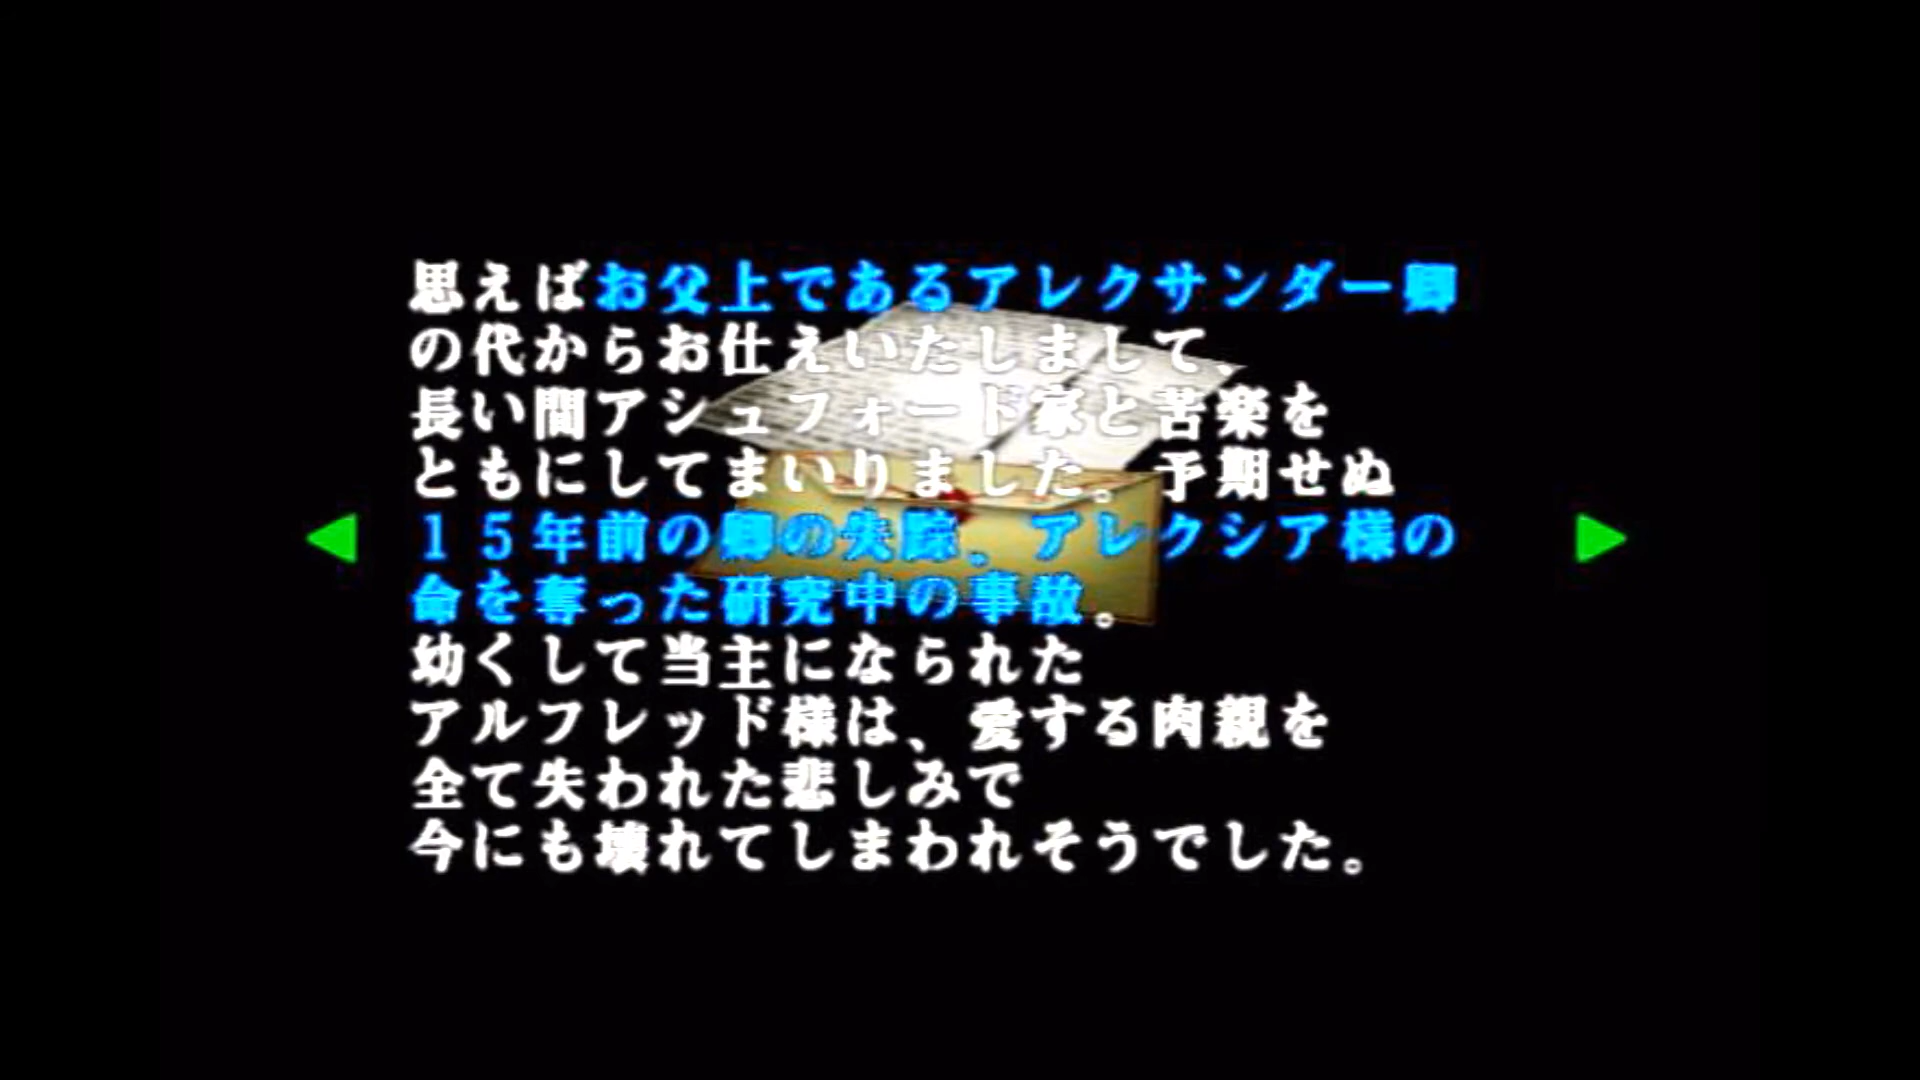 思えばお父上であるアレクサンダー卿
の代からお仕えいたしまして、
長い間アシュフォード家と苦楽を
ともにしてまいりました。予期せぬ
１５年前の卿の失踪、アレクシア様の
命を奪った研究中の事故。
幼くして当主になられた
アルフレッド様は、愛する肉親を
全て失われた悲しみで
今にも壊れてしまわれそうでした。